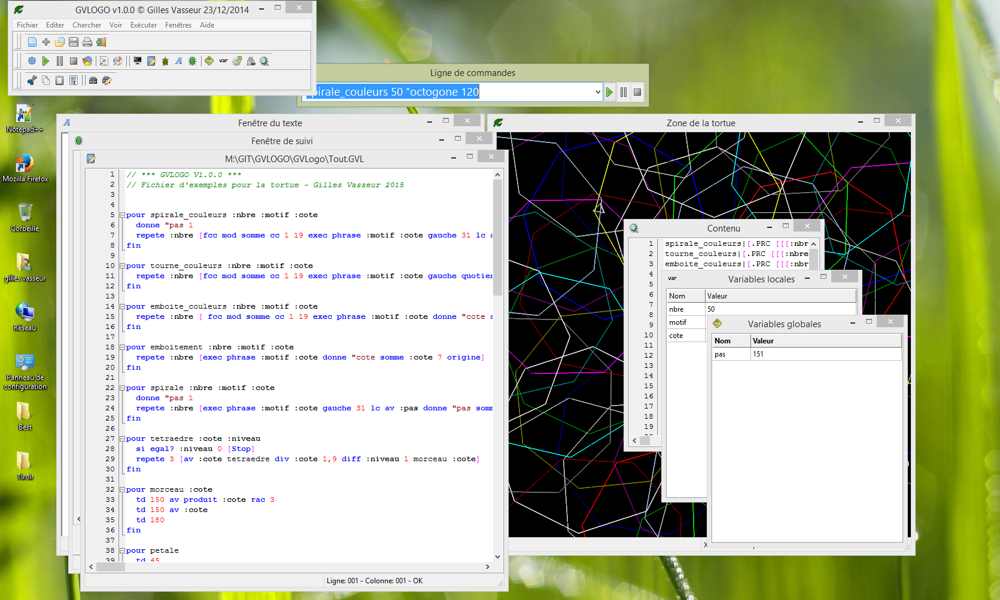 GVLOGO v1.0.0 © Gilles Vasseur 23/12/2014
Fichier Editer Chercher Voir Exécuter Fenêtres Aide
var
Ligne de commandes
spirale_couleurs 50 "octogone 120
Notepad++
Mozilla Firefox
Corbeille
gilles vasseur
Réseau
Panneau de
configuration
Best
Tiroir
Fenêtre du texte
Fenêtre de suivi
M:\GIT\GVLOGO\GVLogo\Tout.GVL
1 // *** GVLOGO V1.0.0 ***
2 // Fichier d'exemples pour la tortue - Gilles Vasseur 2015
3
4
5 pour spirale_couleurs :nbre :motif :cote
6 donne "pas 1
7 repete :nbre [fcc mod somme cc 1 19 exec phrase :motif :cote gauche 31 lc a
8 fin
9
10 pour tourne_couleurs :nbre :motif :cote
11 repete :nbre [fcc mod somme cc 1 19 exec phrase :motif :cote gauche quotien
12 fin
13
14 pour emboite_couleurs :nbre :motif :cote
15 repete :nbre [ fcc mod somme cc 1 19 exec phrase :motif :cote donne "cote s
16 fin
17
18 pour emboitement :nbre :motif :cote
19 repete :nbre [exec phrase :motif :cote donne "cote somme :cote 7 origine]
20 fin
21
22 pour spirale :nbre :motif :cote
23 donne "pas 1
24 repete :nbre [exec phrase :motif :cote gauche 31 lc av :pas donne "pas somm
25 fin
26
27 pour tetraedre :cote :niveau
28 si egal? :niveau 0 [Stop]
29 repete 3 [av :cote tetraedre div :cote 1,9 diff :niveau 1 morceau :cote]
30 fin
31
32 pour morceau :cote
33 td 150 av produit :cote rac 3
34 td 150 av :cote
35 td 180
36 fin
37
38 pour petale
39 td 45
Ligne: 001 - Colonne: 001 - OK
Zone de la tortue
X
Contenu
1 spirale_couleurs|[.PRC [[[:nbr
2 tourne_couleurs|[.PRC [[[:nbre
3 emboite_couleurs|[.PRC [[[:nbr
4
5
6
7
8
9
10
11
12
13
14
15
16
17
18
19
var Variables locales
Nom Valeur
nbre 50
motif
cote
Variables globales
Nom Valeur
pas 151